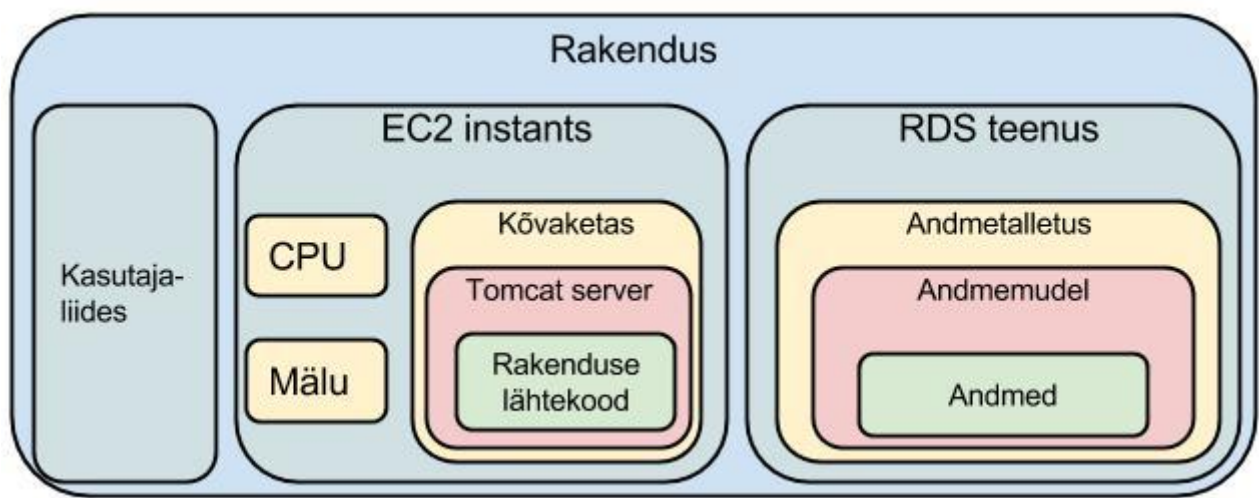 Rakendus
Kasutaja-
liides
EC2 instants
CPU
Mälu
Kõvaketas
Tomcat server
Rakenduse
lähtekood
RDS teenus
Andmetalletus
Andmemudel
Andmed